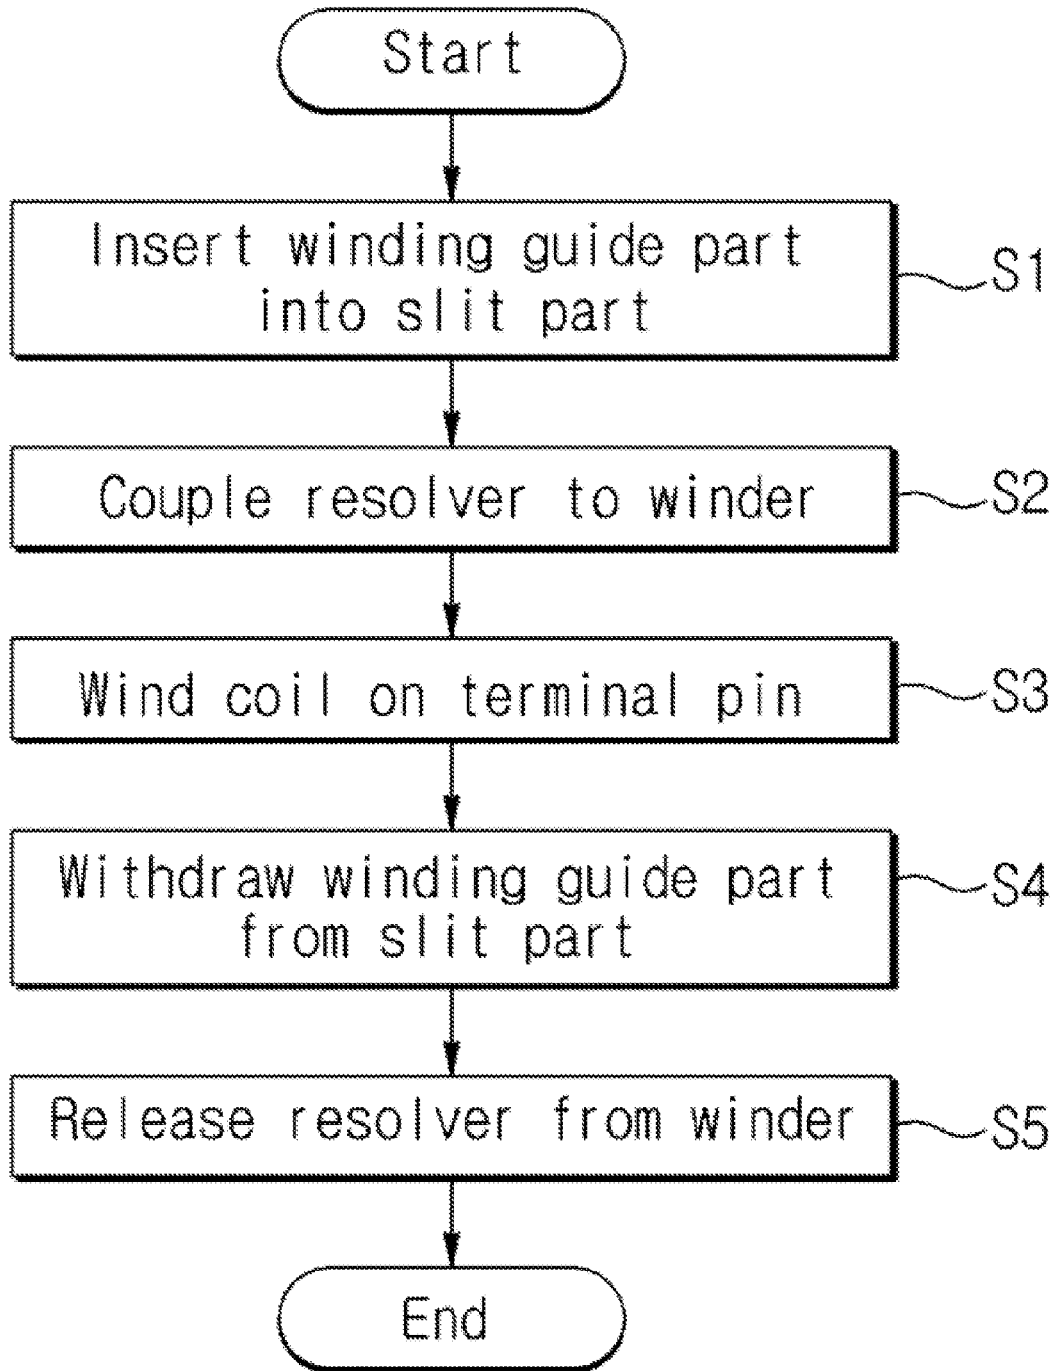 Start
Insert winding guide part
into slit part
S1
Couple resolver to winder
S2
Wind coil on terminal pin
S3
Withdraw winding guide part
from slit part
S4
Release resolver from winder
S5
End